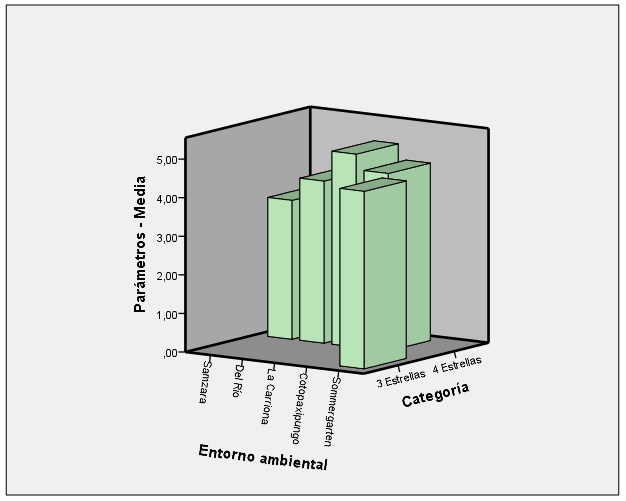 5,00
4,00
3,00
2,00
1,00
,00
Parámetros - Media
Samzara
Del Río
La Carriona
Cotopaxipungo
Sommergarten
Entorno ambiental
3 Estrellas
4 Estrellas
Categoría